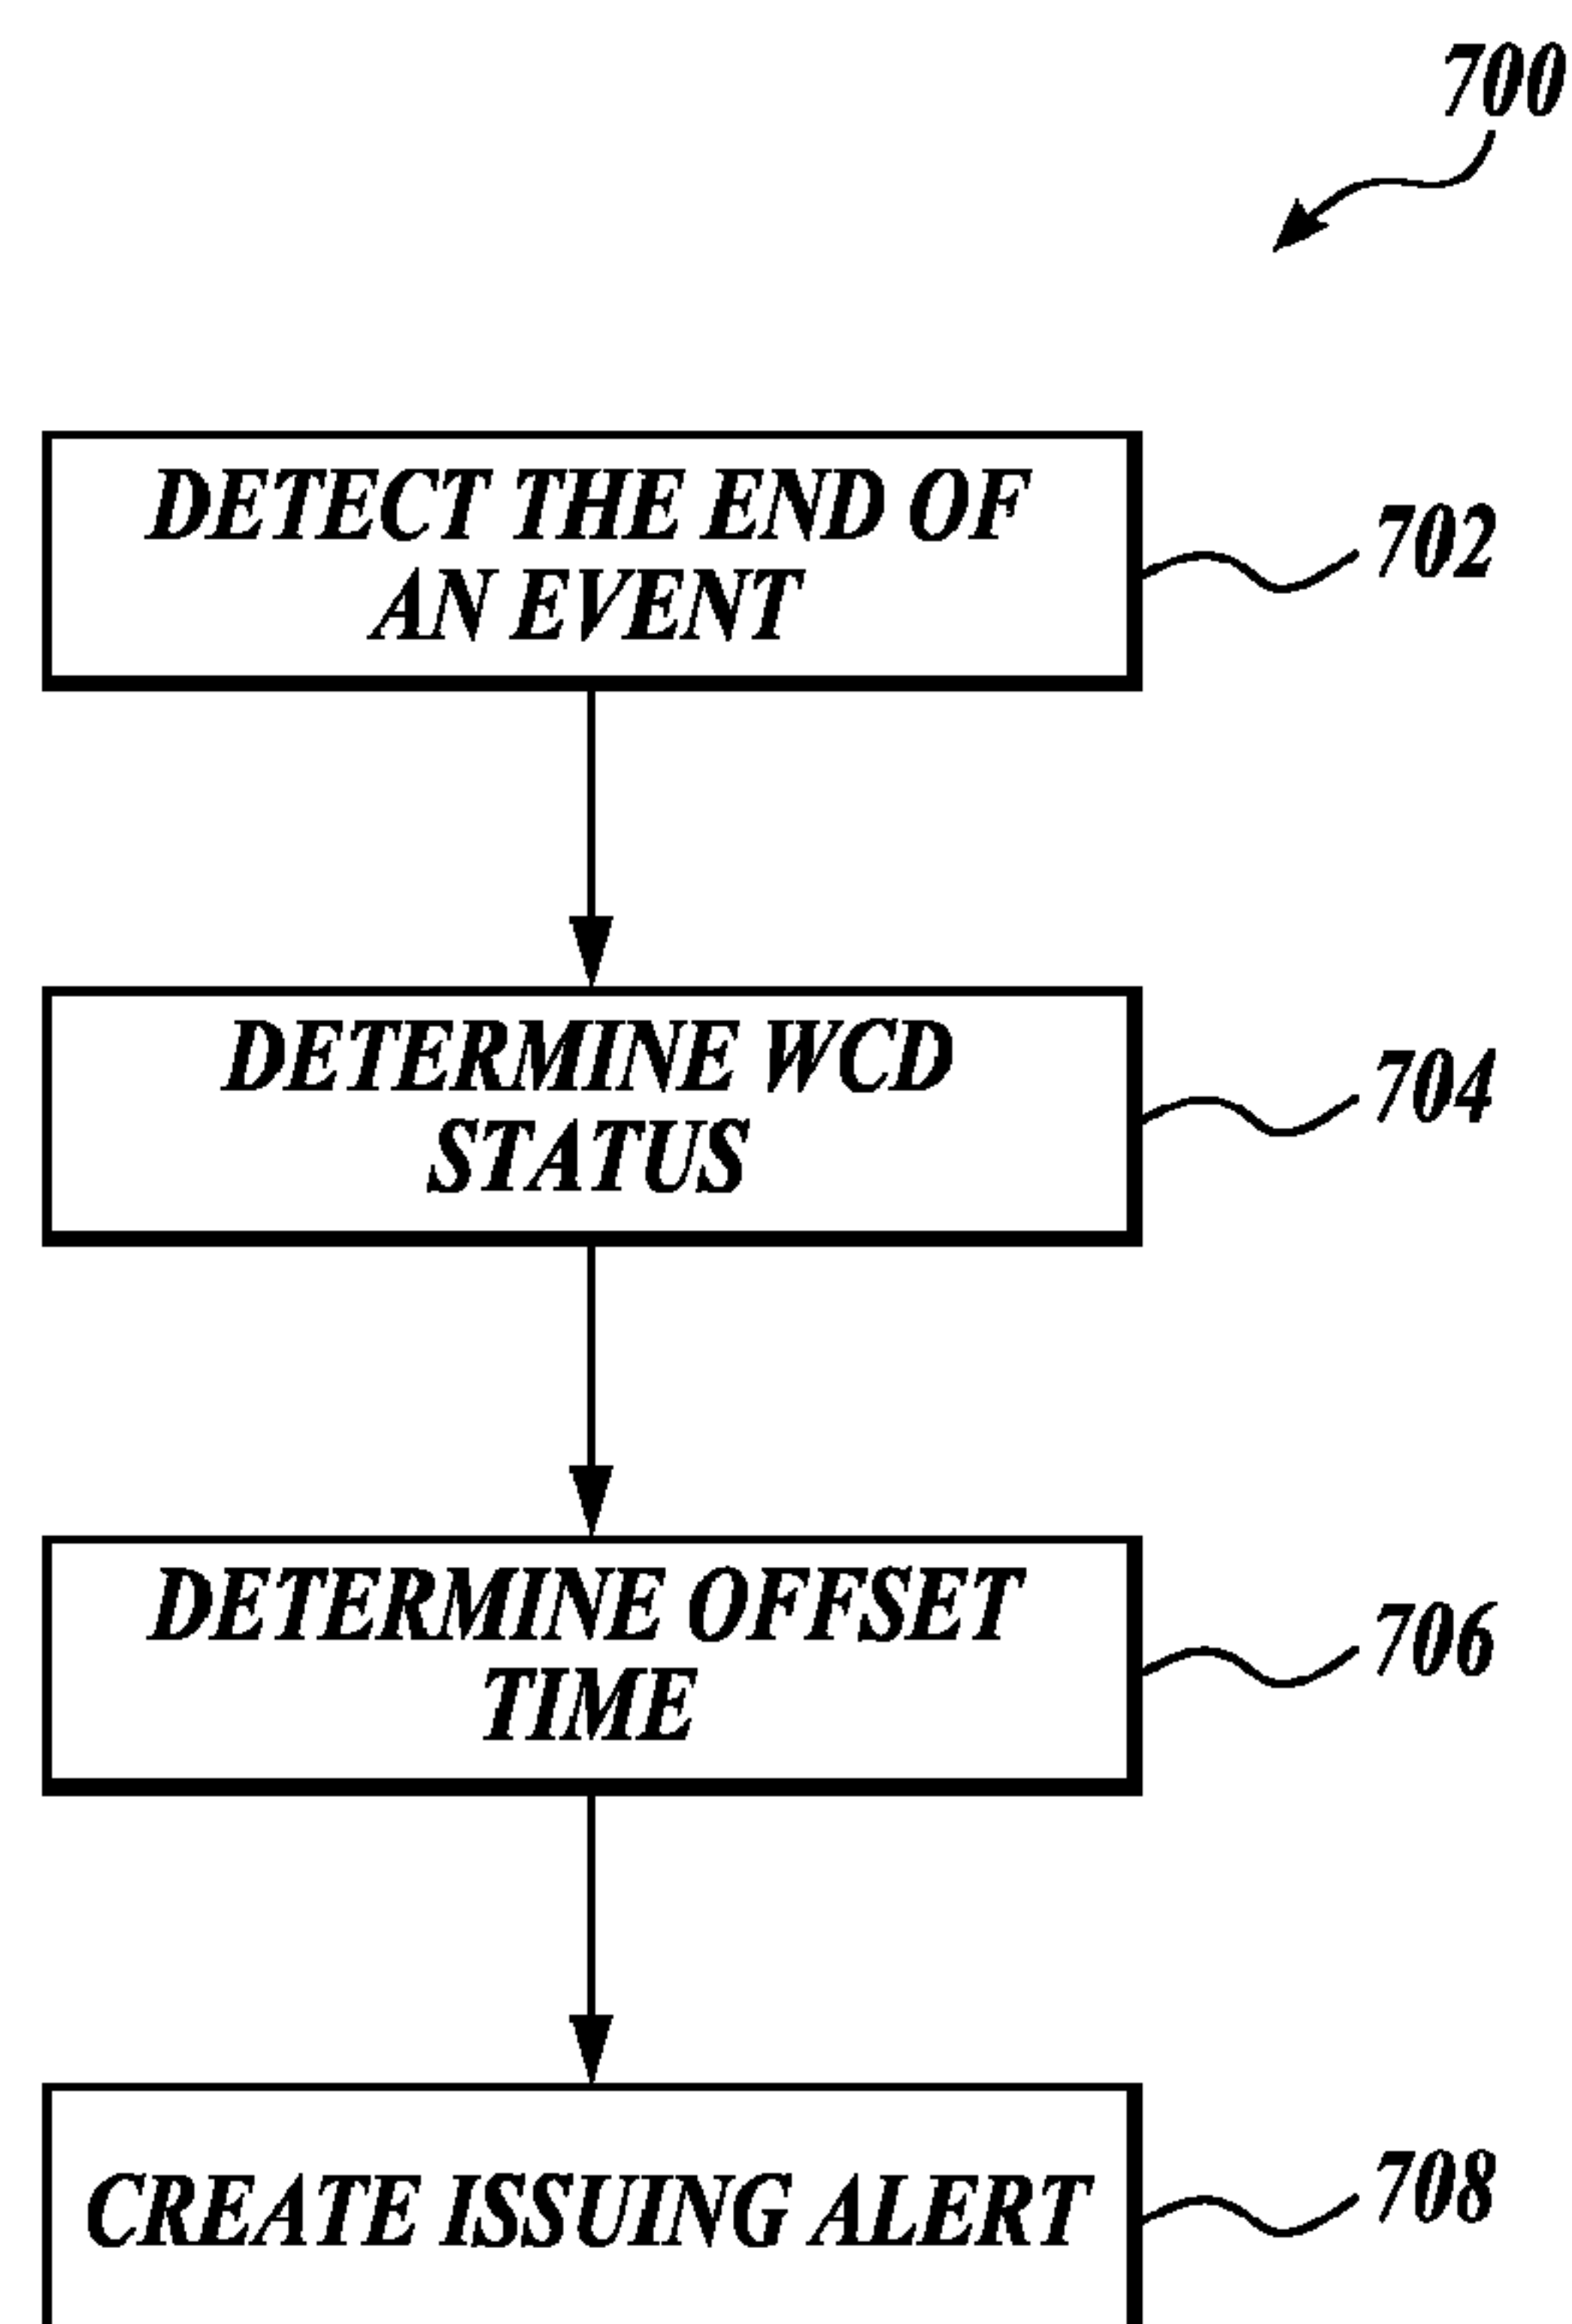 700
DETECT THE END OF
AN EVENT
702
DETERMINE WCD
STATUS
704
DETERMINE OFFSET
TIME
706
CREATE ISSUING ALERT
708